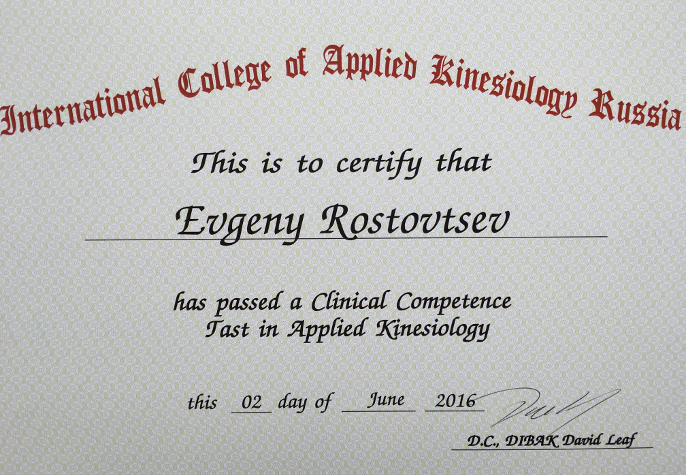 International College of Applied Kinesiology Russia
This is to certify that
Evgeny Rostovtsev
has passed a Clinical Competence
Tast in Applied Kinesiology
this 02 day of June 2016
D.C., DIBAK David Leaf